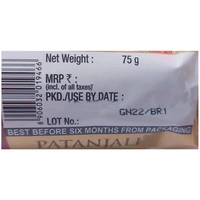 Net Weight : 75 g
MRP ₹ :
(incl. of all taxes)
PKD./USE BY DATE :
GN22/BR1
LOT No.:
BEST BEFORE SIX MONTHS FROM PACKAGING
PATANJALI
8906032019466